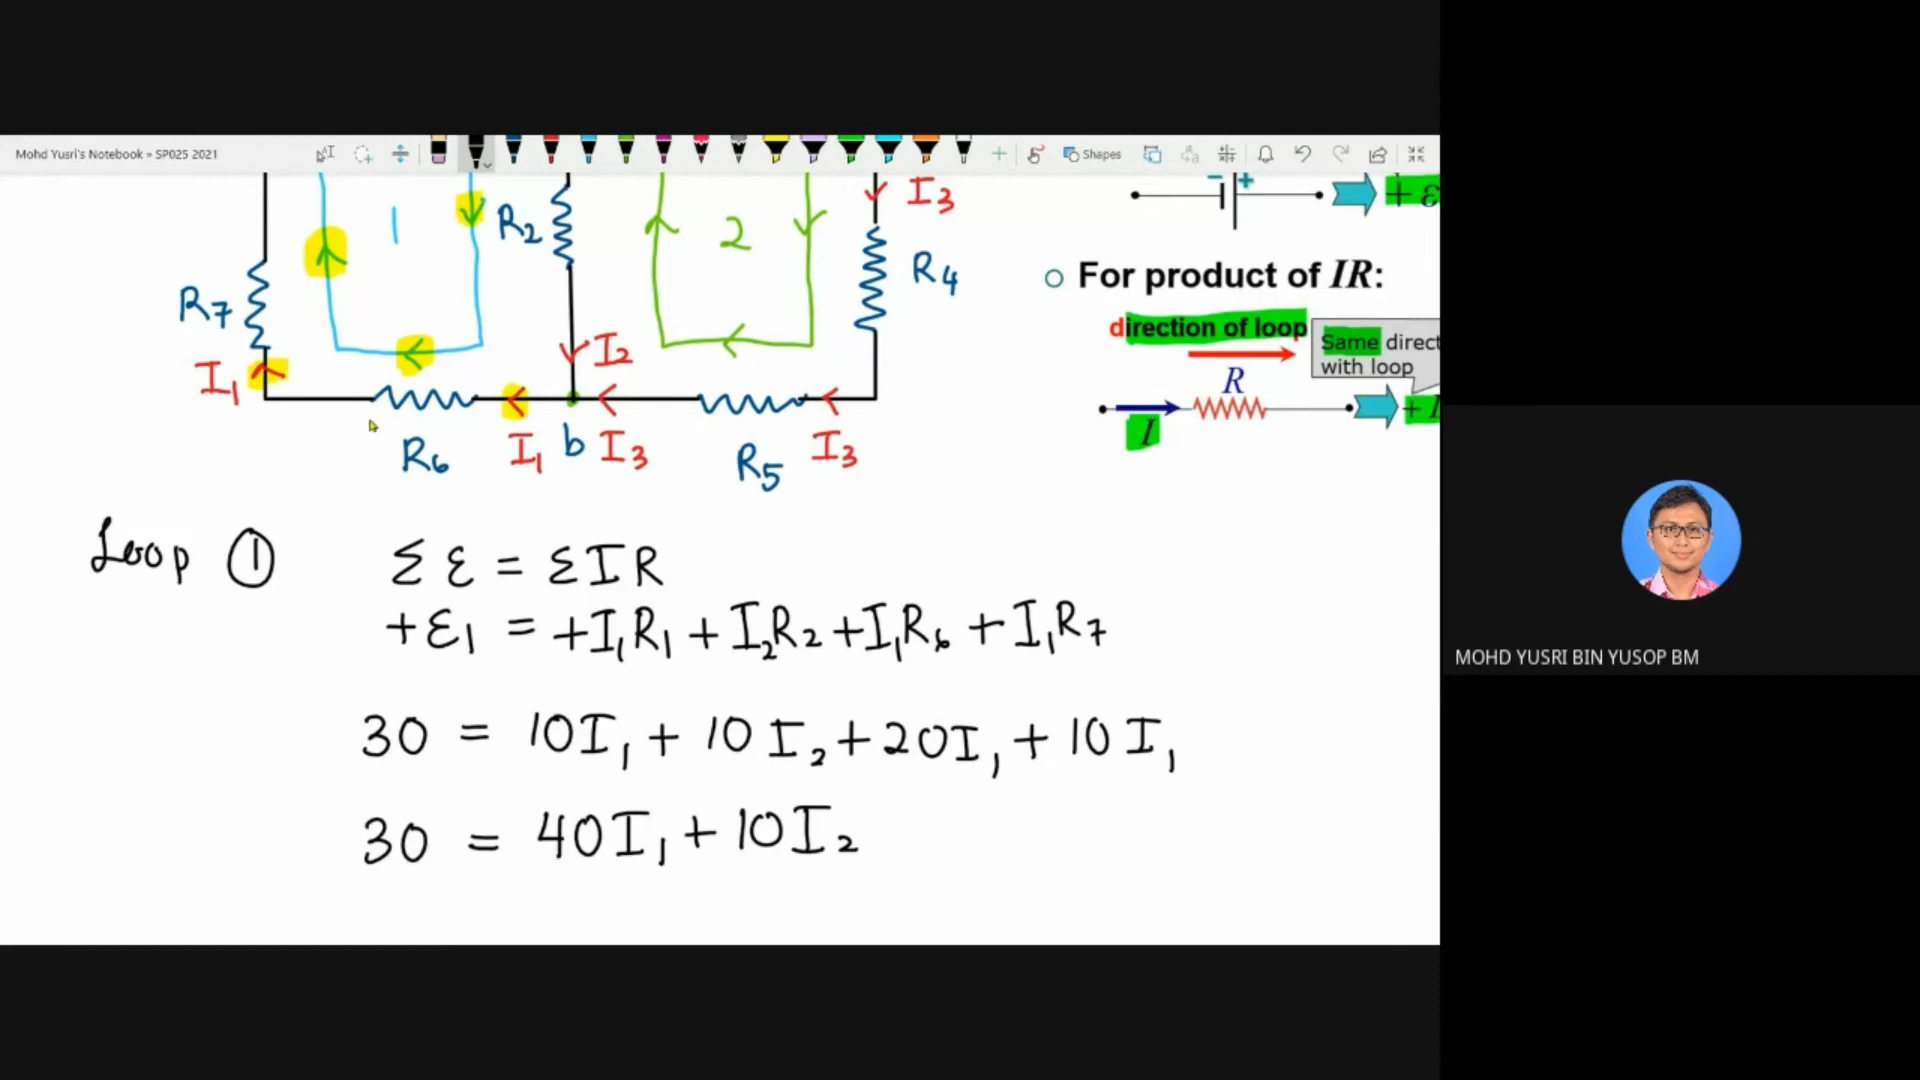 Mohd Yusri's Notebook » SP025 2021
Shapes
- +
+ ε
I3
1
R2
2
R4
R7
For product of IR:
direction of loop
Same direct
with loop
I2
I1
R
+ I
I
R6
I1 b I3
R5
I3
Loop ①
Σ ε = ΣIR
+ε1 = +I1R1 + I2R2 + I1R6 + I1R7
30 = 10I1 + 10I2 + 20I1 + 10I1
30 = 40I1 + 10I2
MOHD YUSRI BIN YUSOP BM